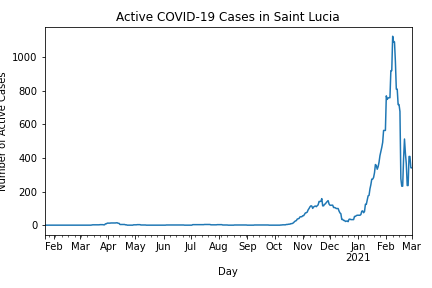 Active COVID-19 Cases in Saint Lucia
Number of Active Cases
1000
800
600
400
200
0
Feb Mar Apr May Jun Jul Aug Sep Oct Nov Dec Jan Feb Mar
2021
Day